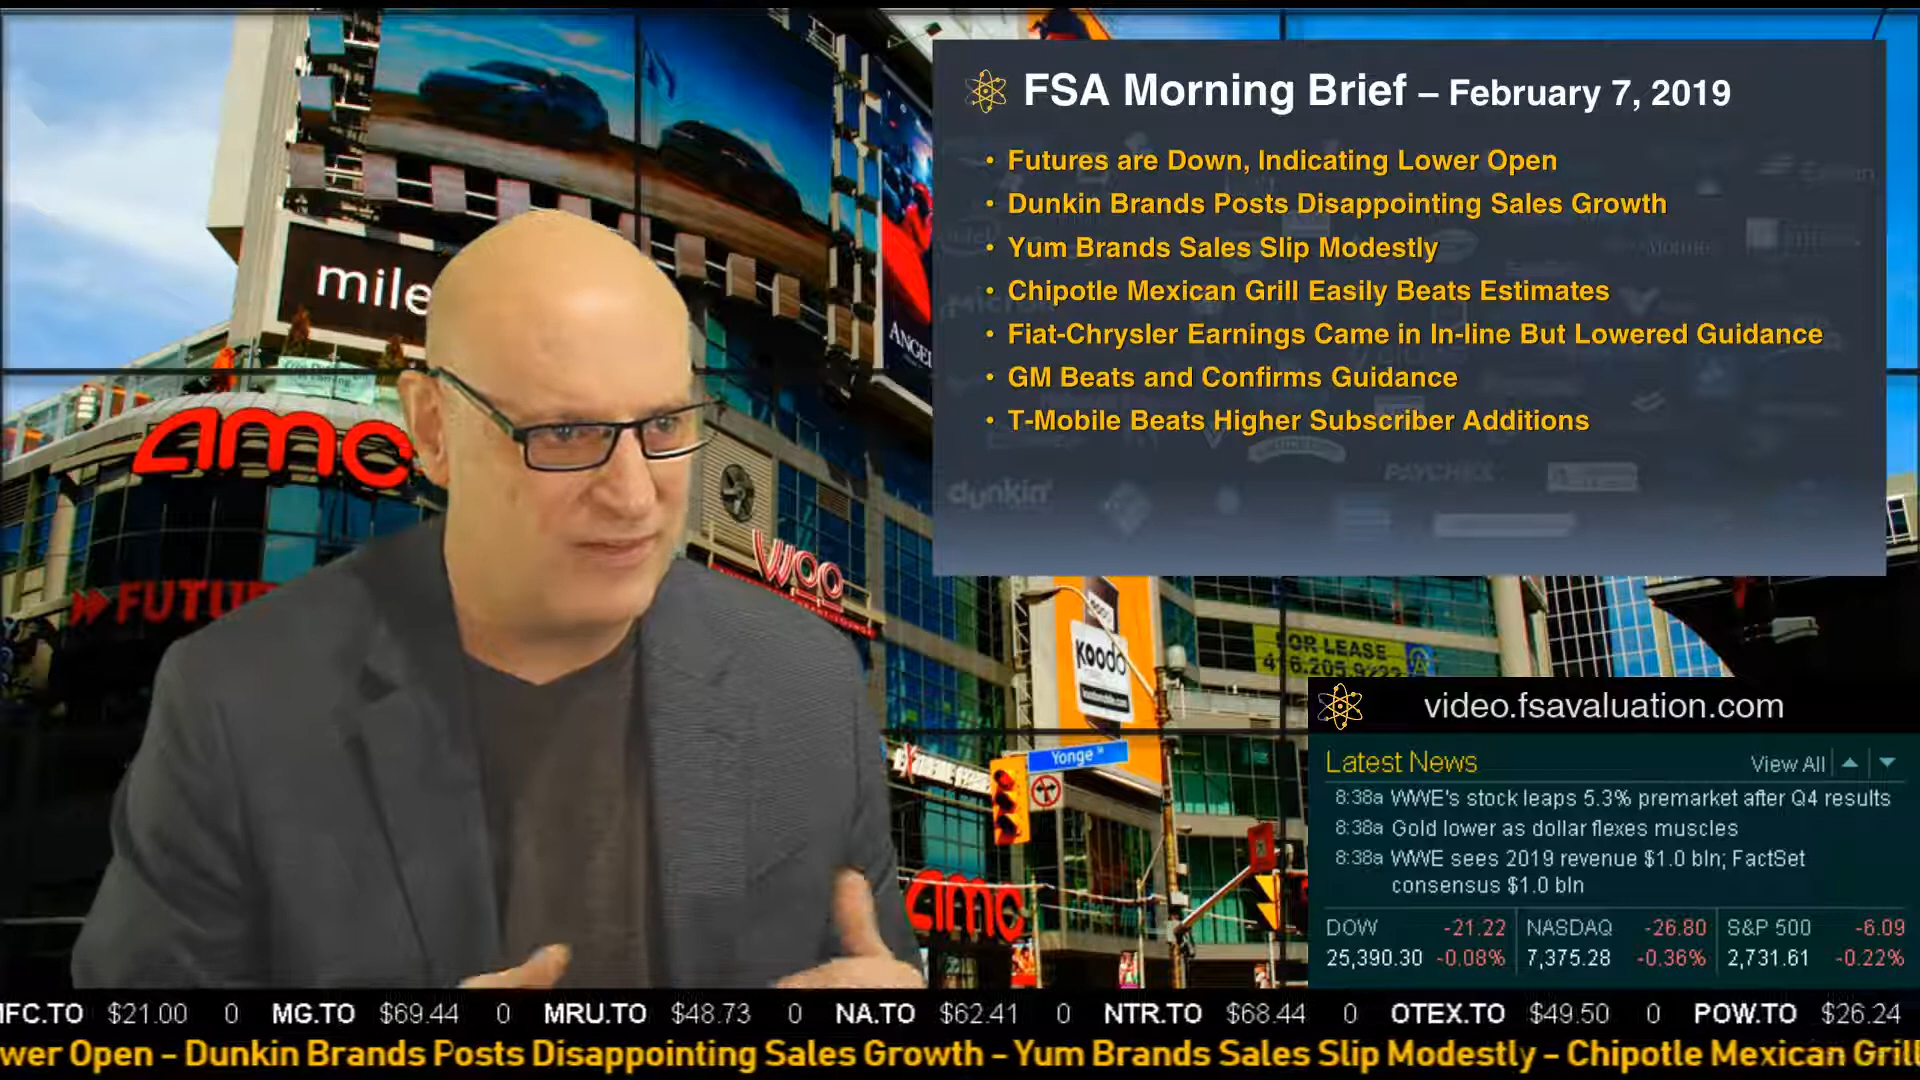 FSA Morning Brief – February 7, 2019
• Futures are Down, Indicating Lower Open
• Dunkin Brands Posts Disappointing Sales Growth
• Yum Brands Sales Slip Modestly
• Chipotle Mexican Grill Easily Beats Estimates
• Fiat-Chrysler Earnings Came in In-line But Lowered Guidance
• GM Beats and Confirms Guidance
• T-Mobile Beats Higher Subscriber Additions
dunkin'
PAYCHEX
mile
ANGEL
amc
FUTU
WOO
koodo
FOR LEASE
Yonge
amc
video.fsavaluation.com
Latest News View All
8:38a WWE's stock leaps 5.3% premarket after Q4 results
8:38a Gold lower as dollar flexes muscles
8:38a WWE sees 2019 revenue $1.0 bln; FactSet
consensus $1.0 bln
DOW -21.22 NASDAQ -26.80 S&P 500 -6.09
25,390.30 -0.08% 7,375.28 -0.36% 2,731.61 -0.22%
MFC.TO $21.00 0 MG.TO $69.44 0 MRU.TO $48.73 0 NA.TO $62.41 0 NTR.TO $68.44 0 OTEX.TO $49.50 0 POW.TO $26.24
wer Open – Dunkin Brands Posts Disappointing Sales Growth – Yum Brands Sales Slip Modestly – Chipotle Mexican Grill